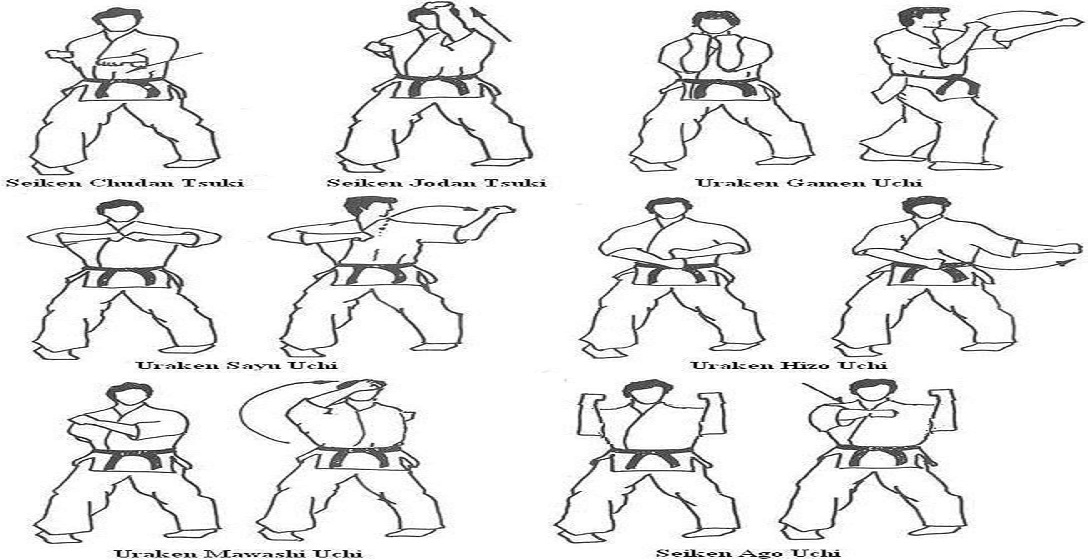 Seiken Chudan Tsuki
Seiken Jodan Tsuki
Uraken Gamen Uchi
Uraken Sayu Uchi
Uraken Hizo Uchi
Uraken Mawashi Uchi
Seiken Ago Uchi